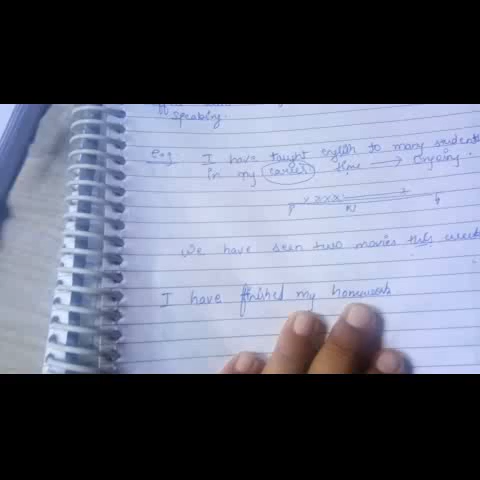 speaking.
e.g. I have taught english to many students
in my career time → Ongoing.
P x x x x N F
We have seen two movies this week
I have finished my homework